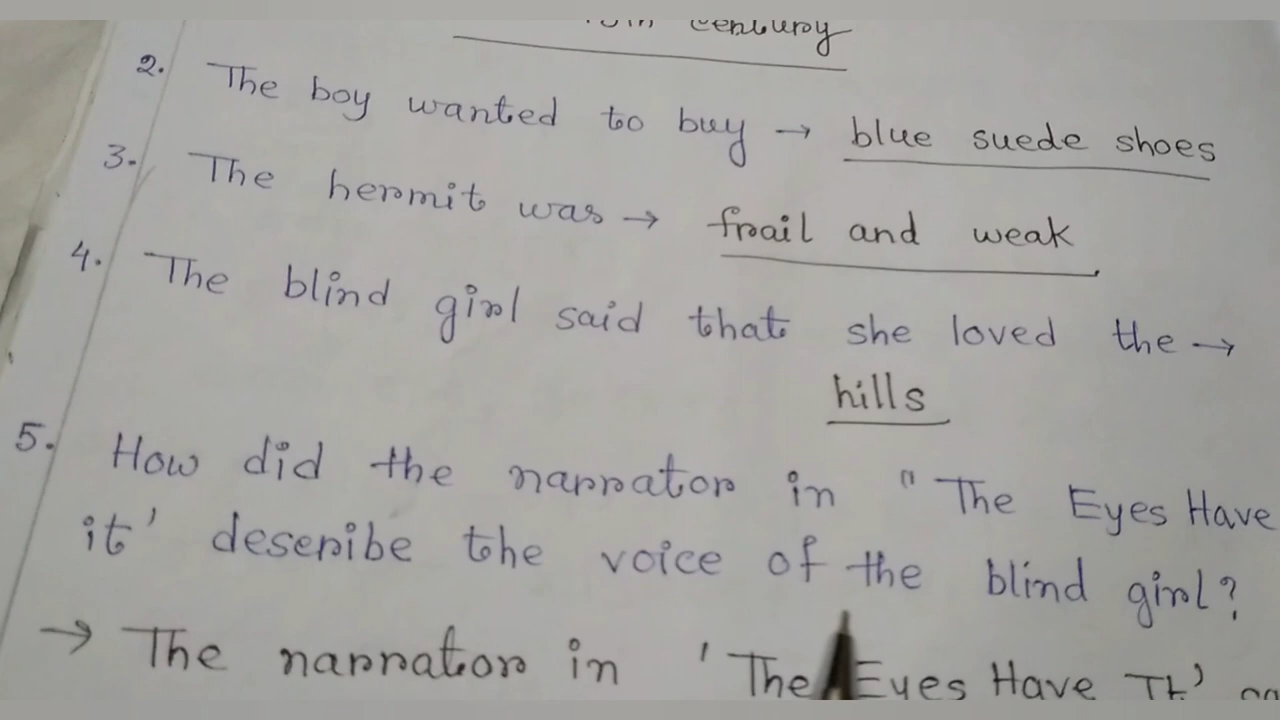 century
2. The boy wanted to buy → blue suede shoes
3. The hermit was → frail and weak
4. The blind girl said that she loved the →
hills
5. How did the narrator in "The Eyes Have
it' describe the voice of the blind girl?
→ The narrator in 'The Eyes Have It'